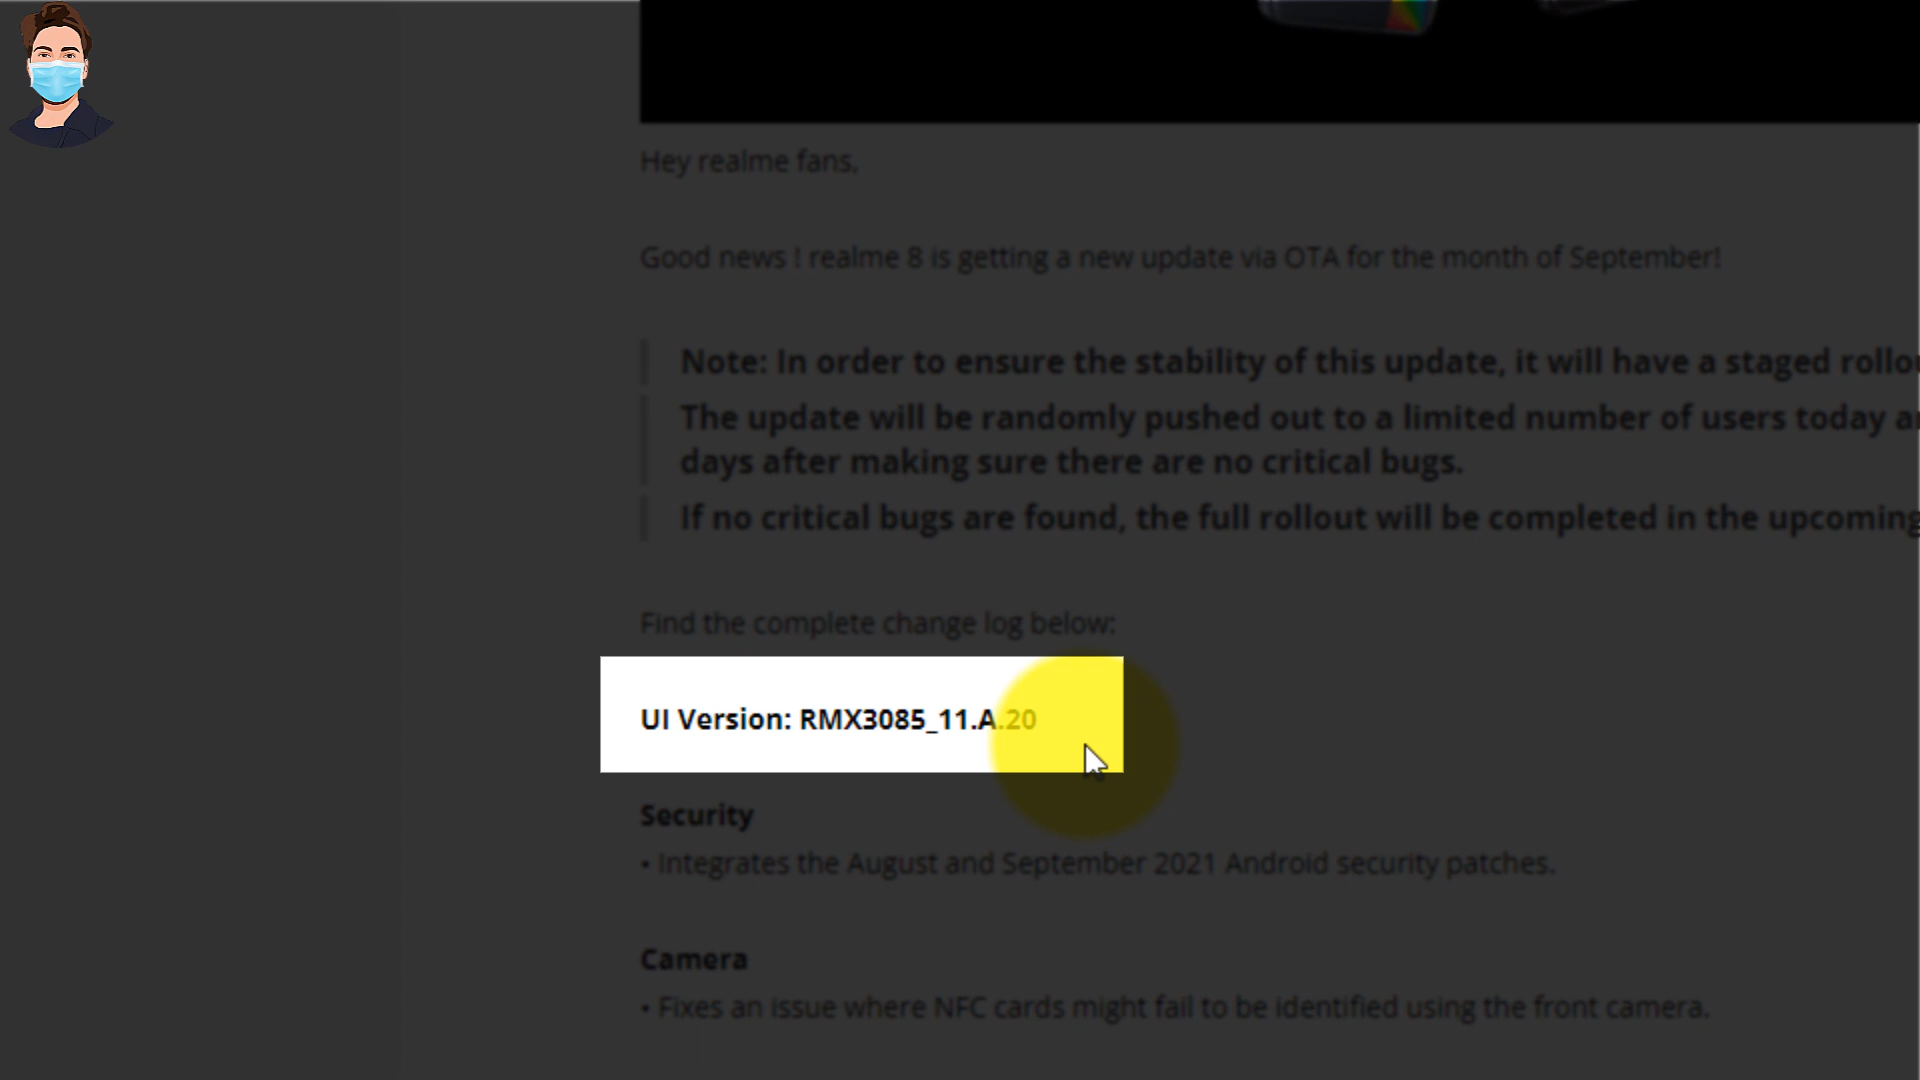 Hey realme fans,
Good news ! realme 8 is getting a new update via OTA for the month of September!
Note: In order to ensure the stability of this update, it will have a staged
The update will be randomly pushed out to a limited number of users today
days after making sure there are no critical bugs.
If no critical bugs are found, the full rollout will be completed in the upcoming
Find the complete change log below:
UI Version: RMX3085_11.A.20
Security
• Integrates the August and September 2021 Android security patches.
Camera
• Fixes an issue where NFC cards might fail to be identified using the front camera.